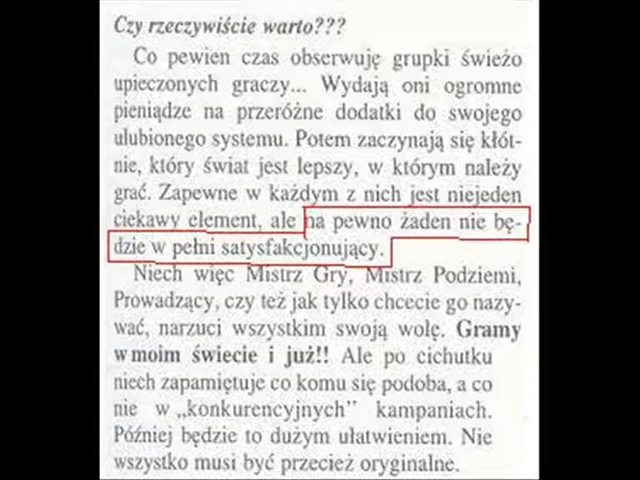 Czy rzeczywiście warto???
Co pewien czas obserwuję grupki świeżo
upieczonych graczy... Wydają oni ogromne
pieniądze na przeróżne dodatki do swojego
ulubionego systemu. Potem zaczynają się kłót-
nie, który świat jest lepszy, w którym należy
grać. Zapewne w każdym z nich jest niejeden
ciekawy element, ale na pewno żaden nie bę-
dzie w pełni satysfakcjonujący.
Niech więc Mistrz Gry, Mistrz Podziemi,
Prowadzący, czy też jak tylko chcecie go nazy-
wać, narzuci wszystkim swoją wolę. Gramy
w moim świecie i już!! Ale po cichutku
niech zapamiętuje co komu się podoba, a co
nie w „konkurencyjnych” kampaniach.
Później będzie to dużym ułatwieniem. Nie
wszystko musi być przecież oryginalne.